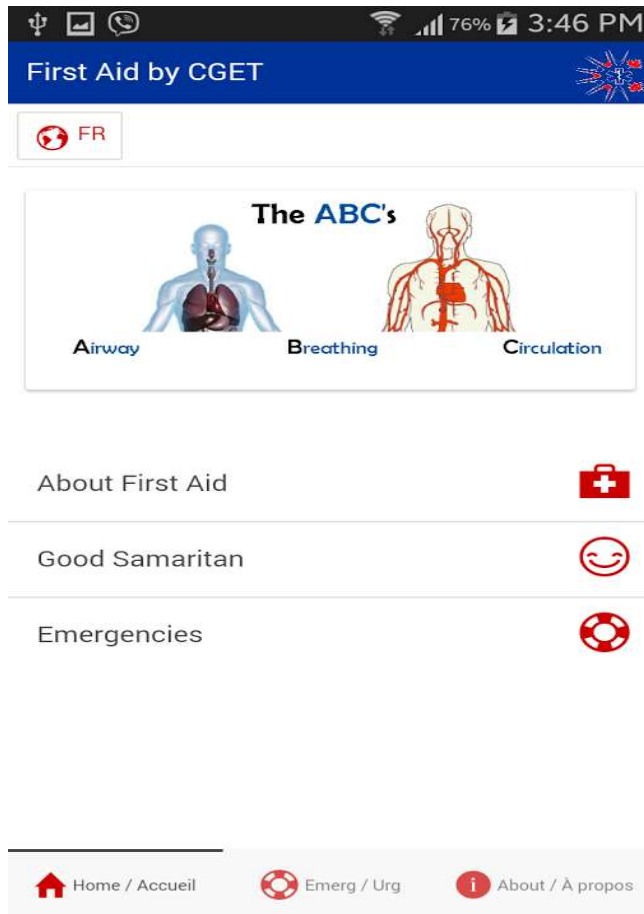 76% 3:46 PM
First Aid by CGET
FR
The ABC's
Airway Breathing Circulation
About First Aid
Good Samaritan
Emergencies
Home / Accueil Emerg / Urg About / À propos